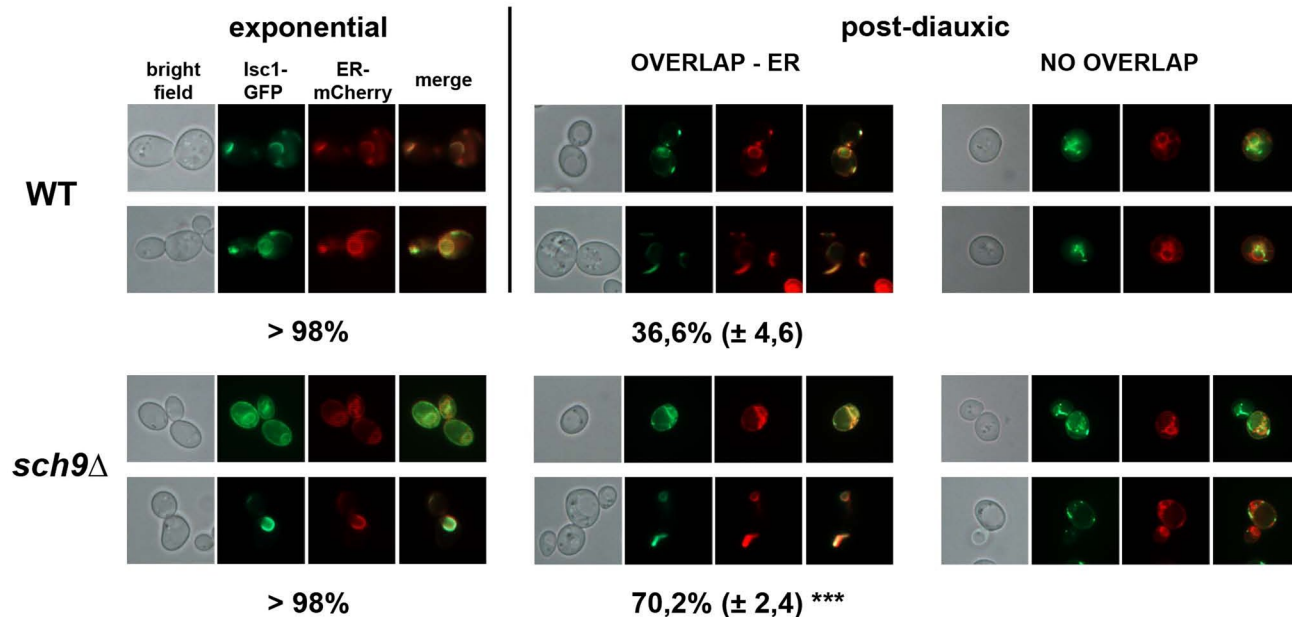 exponential
post-diauxic
OVERLAP - ER
NO OVERLAP
bright field
Isc1-GFP
ER-mCherry
merge
WT
> 98%
36,6% (± 4,6)
sch9Δ
> 98%
70,2% (± 2,4) ***